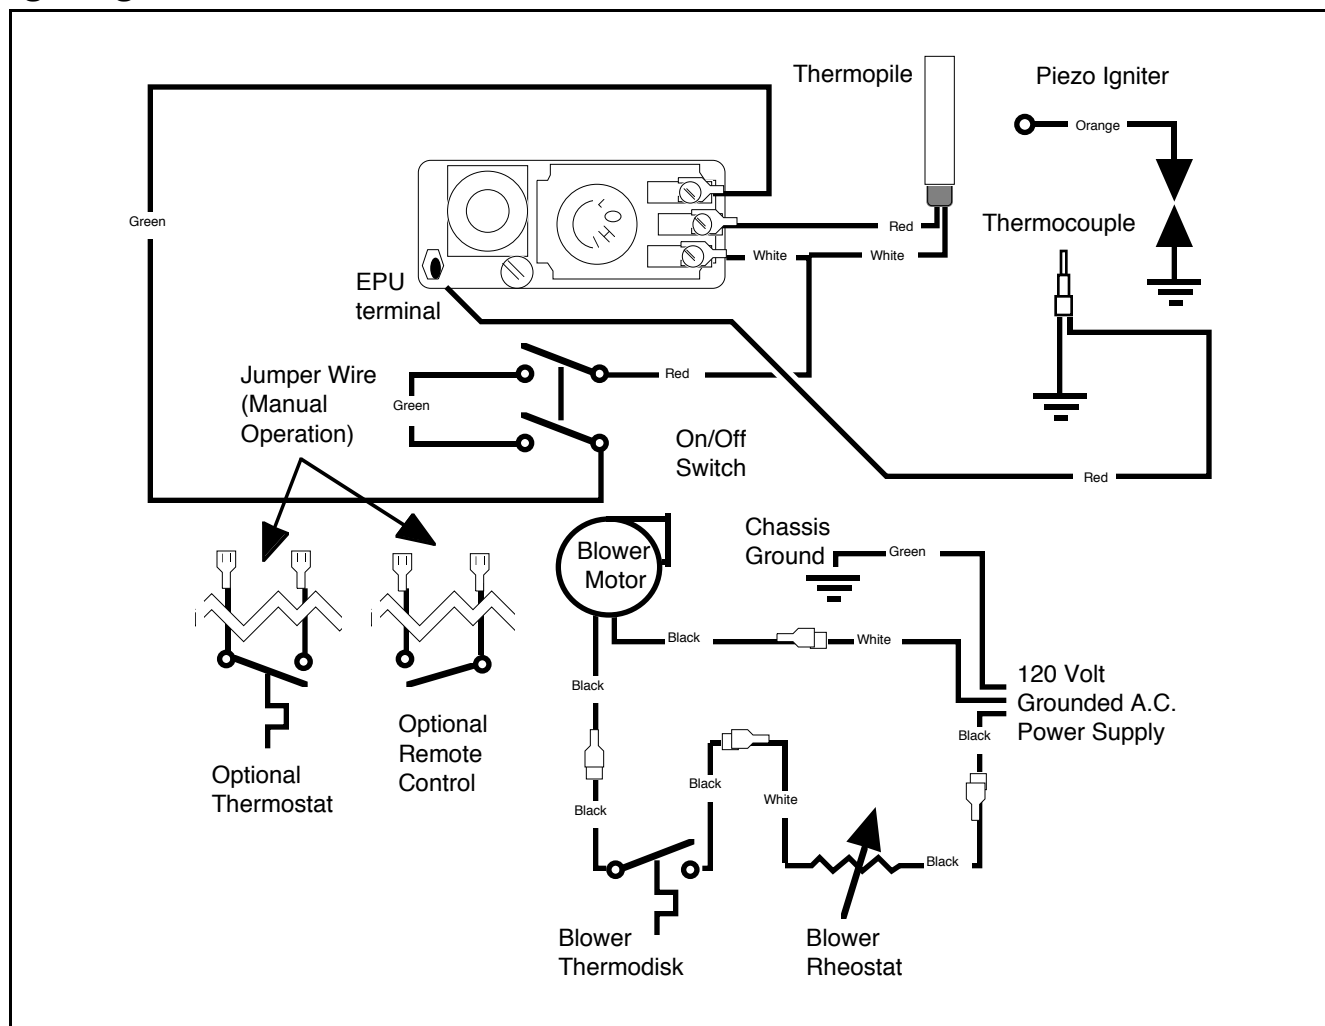 Thermopile
Piezo Igniter
Orange
Green
Thermocouple
Red
White
White
LO
HI
EPU
terminal
Jumper Wire
(Manual
Operation)
Green
Red
On/Off
Switch
Red
Chassis
Ground
Green
Blower
Motor
Black
White
Black
120 Volt
Grounded A.C.
Power Supply
Black
Optional
Remote
Control
Optional
Thermostat
Black
White
Black
Black
Blower
Thermodisk
Blower
Rheostat